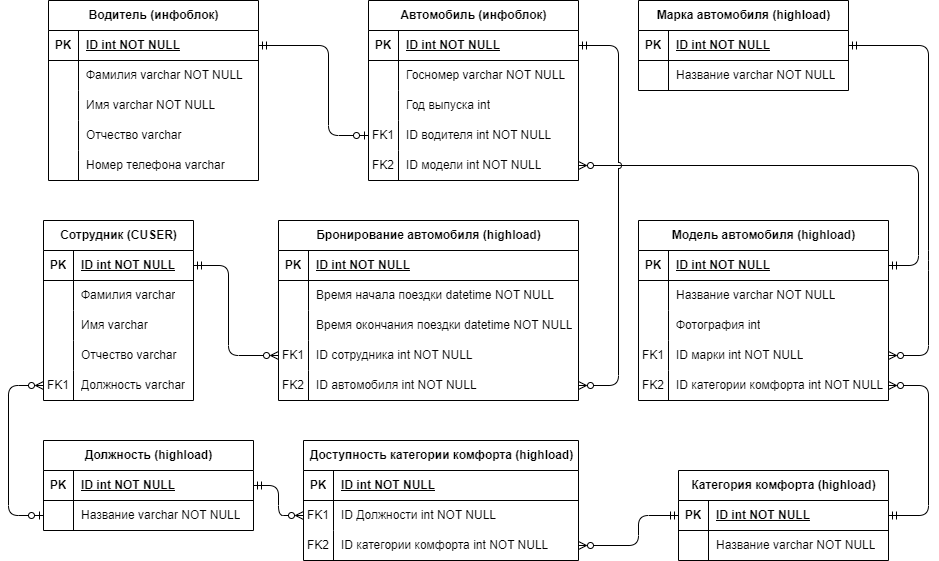 Водитель (инфоблок)
PK ID int NOT NULL
Фамилия varchar NOT NULL
Имя varchar NOT NULL
Отчество varchar
Номер телефона varchar
Автомобиль (инфоблок)
PK ID int NOT NULL
Госномер varchar NOT NULL
Год выпуска int
FK1 ID водителя int NOT NULL
FK2 ID модели int NOT NULL
Марка автомобиля (highload)
PK ID int NOT NULL
Название varchar NOT NULL
Сотрудник (CUSER)
PK ID int NOT NULL
Фамилия varchar
Имя varchar
Отчество varchar
FK1 Должность varchar
Бронирование автомобиля (highload)
PK ID int NOT NULL
Время начала поездки datetime NOT NULL
Время окончания поездки datetime NOT NULL
FK1 ID сотрудника int NOT NULL
FK2 ID автомобиля int NOT NULL
Модель автомобиля (highload)
PK ID int NOT NULL
Название varchar NOT NULL
Фотография int
FK1 ID марки int NOT NULL
FK2 ID категории комфорта int NOT NULL
Должность (highload)
PK ID int NOT NULL
Название varchar NOT NULL
Доступность категории комфорта (highload)
PK ID int NOT NULL
FK1 ID Должности int NOT NULL
FK2 ID категории комфорта int NOT NULL
Категория комфорта (highload)
PK ID int NOT NULL
Название varchar NOT NULL